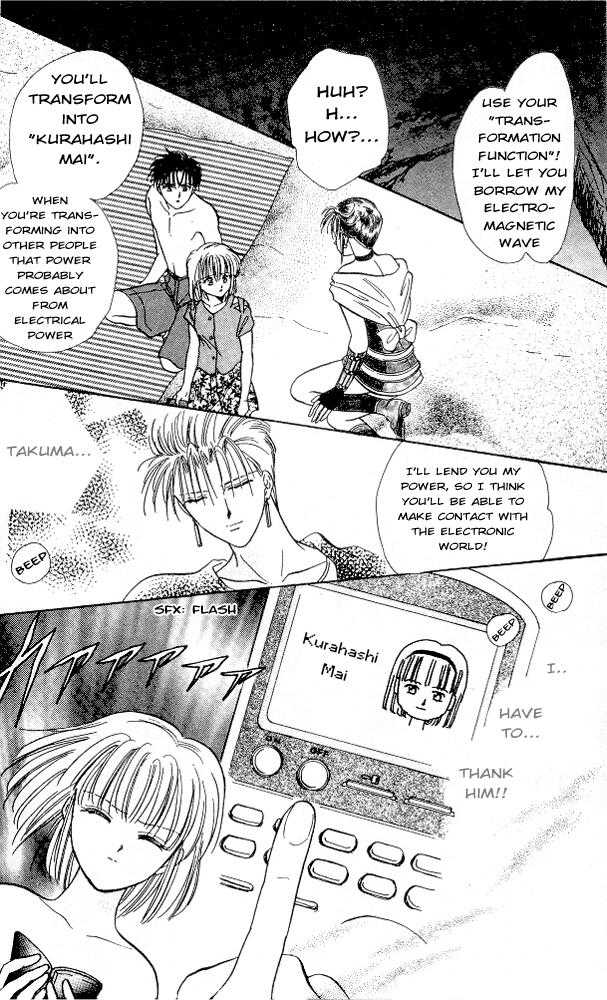 YOU'LL
TRANSFORM
INTO
"KURAHASHI
MAI".
WHEN
YOU'RE TRANS-
FORMING INTO
OTHER PEOPLE
THAT POWER
PROBABLY
COMES ABOUT
FROM
ELECTRICAL
POWER
HUH?
H...
HOW?...
USE YOUR
"TRANS-
FORMATION
FUNCTION"!
I'LL LET YOU
BORROW MY
ELECTRO-
MAGNETIC
WAVE
TAKUMA...
BEEP
I'LL LEND YOU MY
POWER, SO I THINK
YOU'LL BE ABLE TO
MAKE CONTACT WITH
THE ELECTRONIC
WORLD!
BEEP
BEEP
SFX: FLASH
Kurahashi
Mai
ON
OFF
I..
HAVE
TO...
THANK
HIM!!